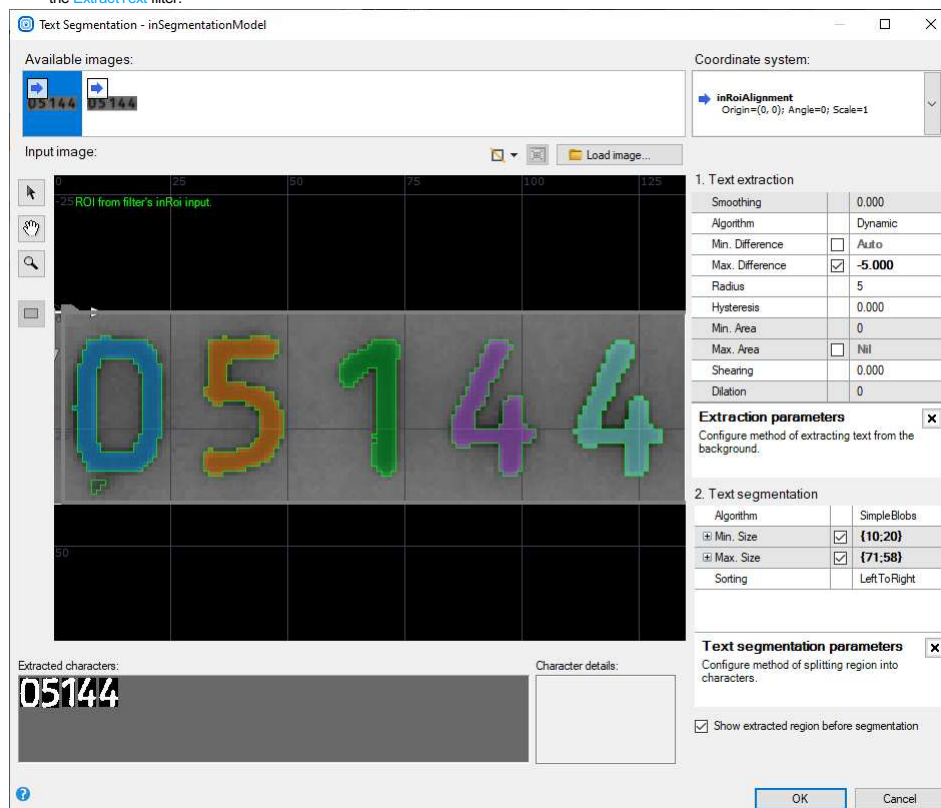 the ExtractText filter.
Text Segmentation - inSegmentationModel
Available images:
05144
05144
Coordinate system:
inRoiAlignment
Origin=(0, 0); Angle=0; Scale=1
Input image:
Load image...
0 25 50 75 100 125
-25 ROI from filter's inRoi input.
0
05144
25
50
1. Text extraction
Smoothing 0.000
Algorithm Dynamic
Min. Difference Auto
Max. Difference -5.000
Radius 5
Hysteresis 0.000
Min. Area 0
Max. Area Nil
Shearing 0.000
Dilation 0
Extraction parameters
Configure method of extracting text from the
background.
2. Text segmentation
Algorithm SimpleBlobs
Min. Size {10;20}
Max. Size {71;58}
Sorting LeftToRight
Text segmentation parameters
Configure method of splitting region into
characters.
Show extracted region before segmentation
Extracted characters:
05144
Character details:
OK
Cancel